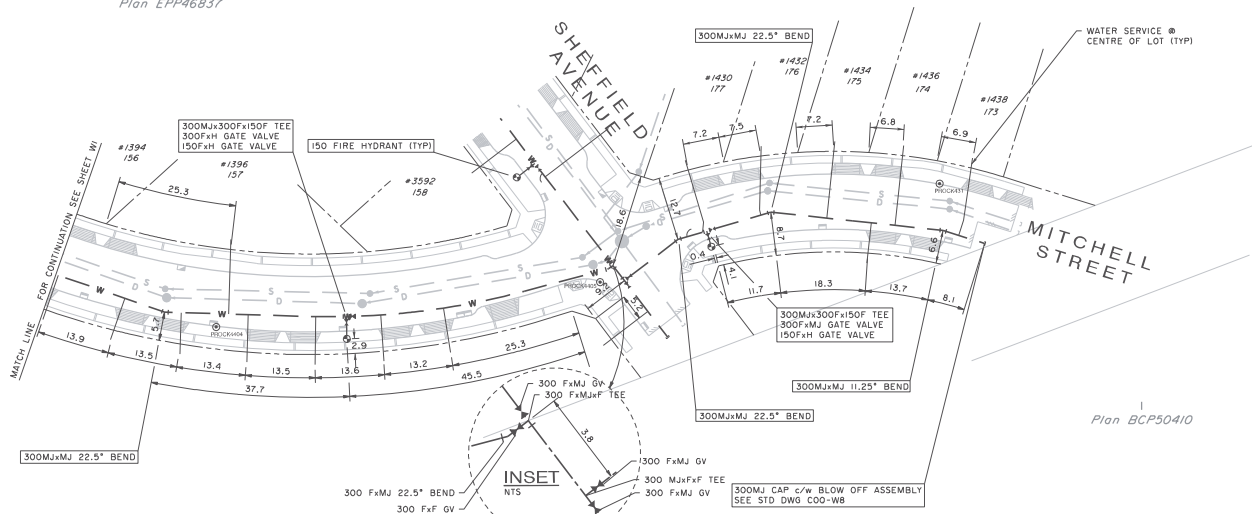 Plan EPP46837
SHEFFIELD
AVENUE
300MJxMJ 22.5° BEND
WATER SERVICE @
CENTRE OF LOT (TYP)
#1430
177
#1432
176
#1434
175
#1436
174
#1438
173
300MJx300Fx150F TEE
300FxH GATE VALVE
150FxH GATE VALVE
150 FIRE HYDRANT (TYP)
#1394
156
#1396
157
#3592
158
25.3
7.2
7.5
7.2
6.8
6.9
PROCK431
MATCH LINE
FOR CONTINUATION SEE SHEET W1
S
D
S
D
S
D
S
D
S
D
W
W
W
W
W
W
18.6
12.7
8.7
6.6
0.4
4.1
11.7
18.3
13.7
8.1
MITCHELL
STREET
PROCK4405
9.2
5.2
PROCK4404
5.7
2.9
13.9
13.5
13.4
13.5
13.6
13.2
25.3
37.7
45.5
300MJx300Fx150F TEE
300FxMJ GATE VALVE
150FxH GATE VALVE
300MJxMJ 11.25° BEND
300MJxMJ 22.5° BEND
300MJxMJ 22.5° BEND
Plan BCP50410
300 FxMJ GV
300 FxMJxF TEE
3.8
INSET
NTS
300 FxMJ GV
300 MJxFxF TEE
300 FxMJ GV
300 FxMJ 22.5° BEND
300 FxF GV
300MJ CAP c/w BLOW OFF ASSEMBLY
SEE STD DWG COQ-W8